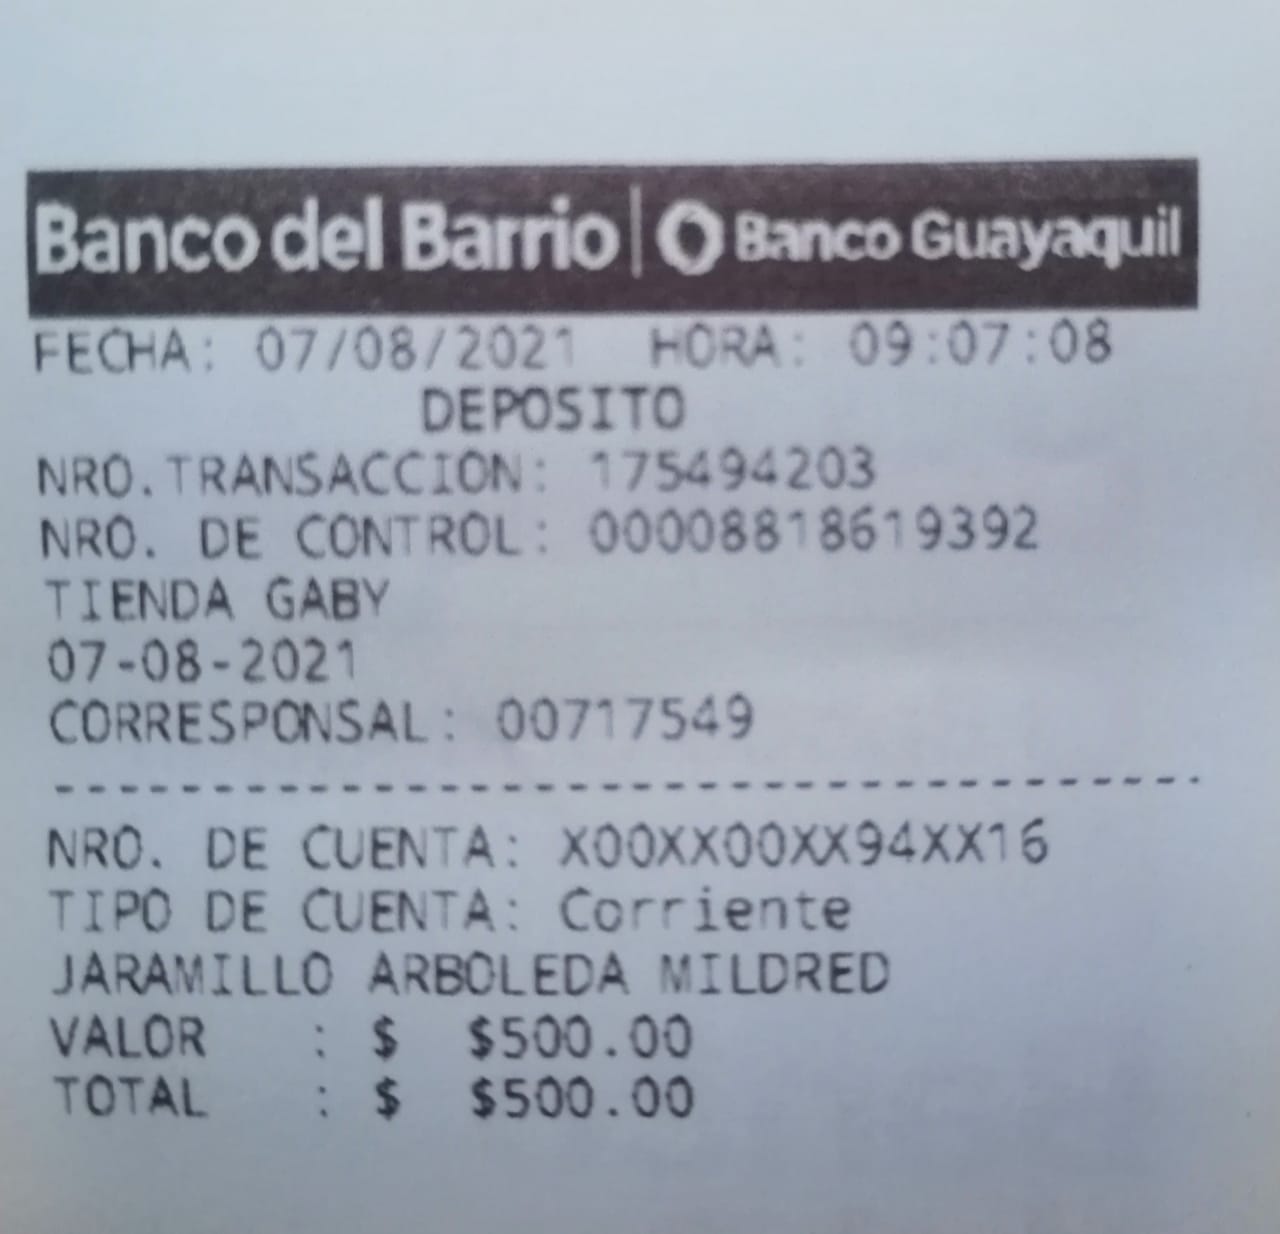 Banco del Barrio | Banco Guayaquil
FECHA: 07/08/2021 HORA: 09:07:08
DEPOSITO
NRO.TRANSACCION: 175494203
NRO. DE CONTROL: 00008818619392
TIENDA GABY
07-08-2021
CORRESPONSAL: 00717549
------------------------------------
NRO. DE CUENTA: X00XX00XX94XX16
TIPO DE CUENTA: Corriente
JARAMILLO ARBOLEDA MILDRED
VALOR : $ $500.00
TOTAL : $ $500.00